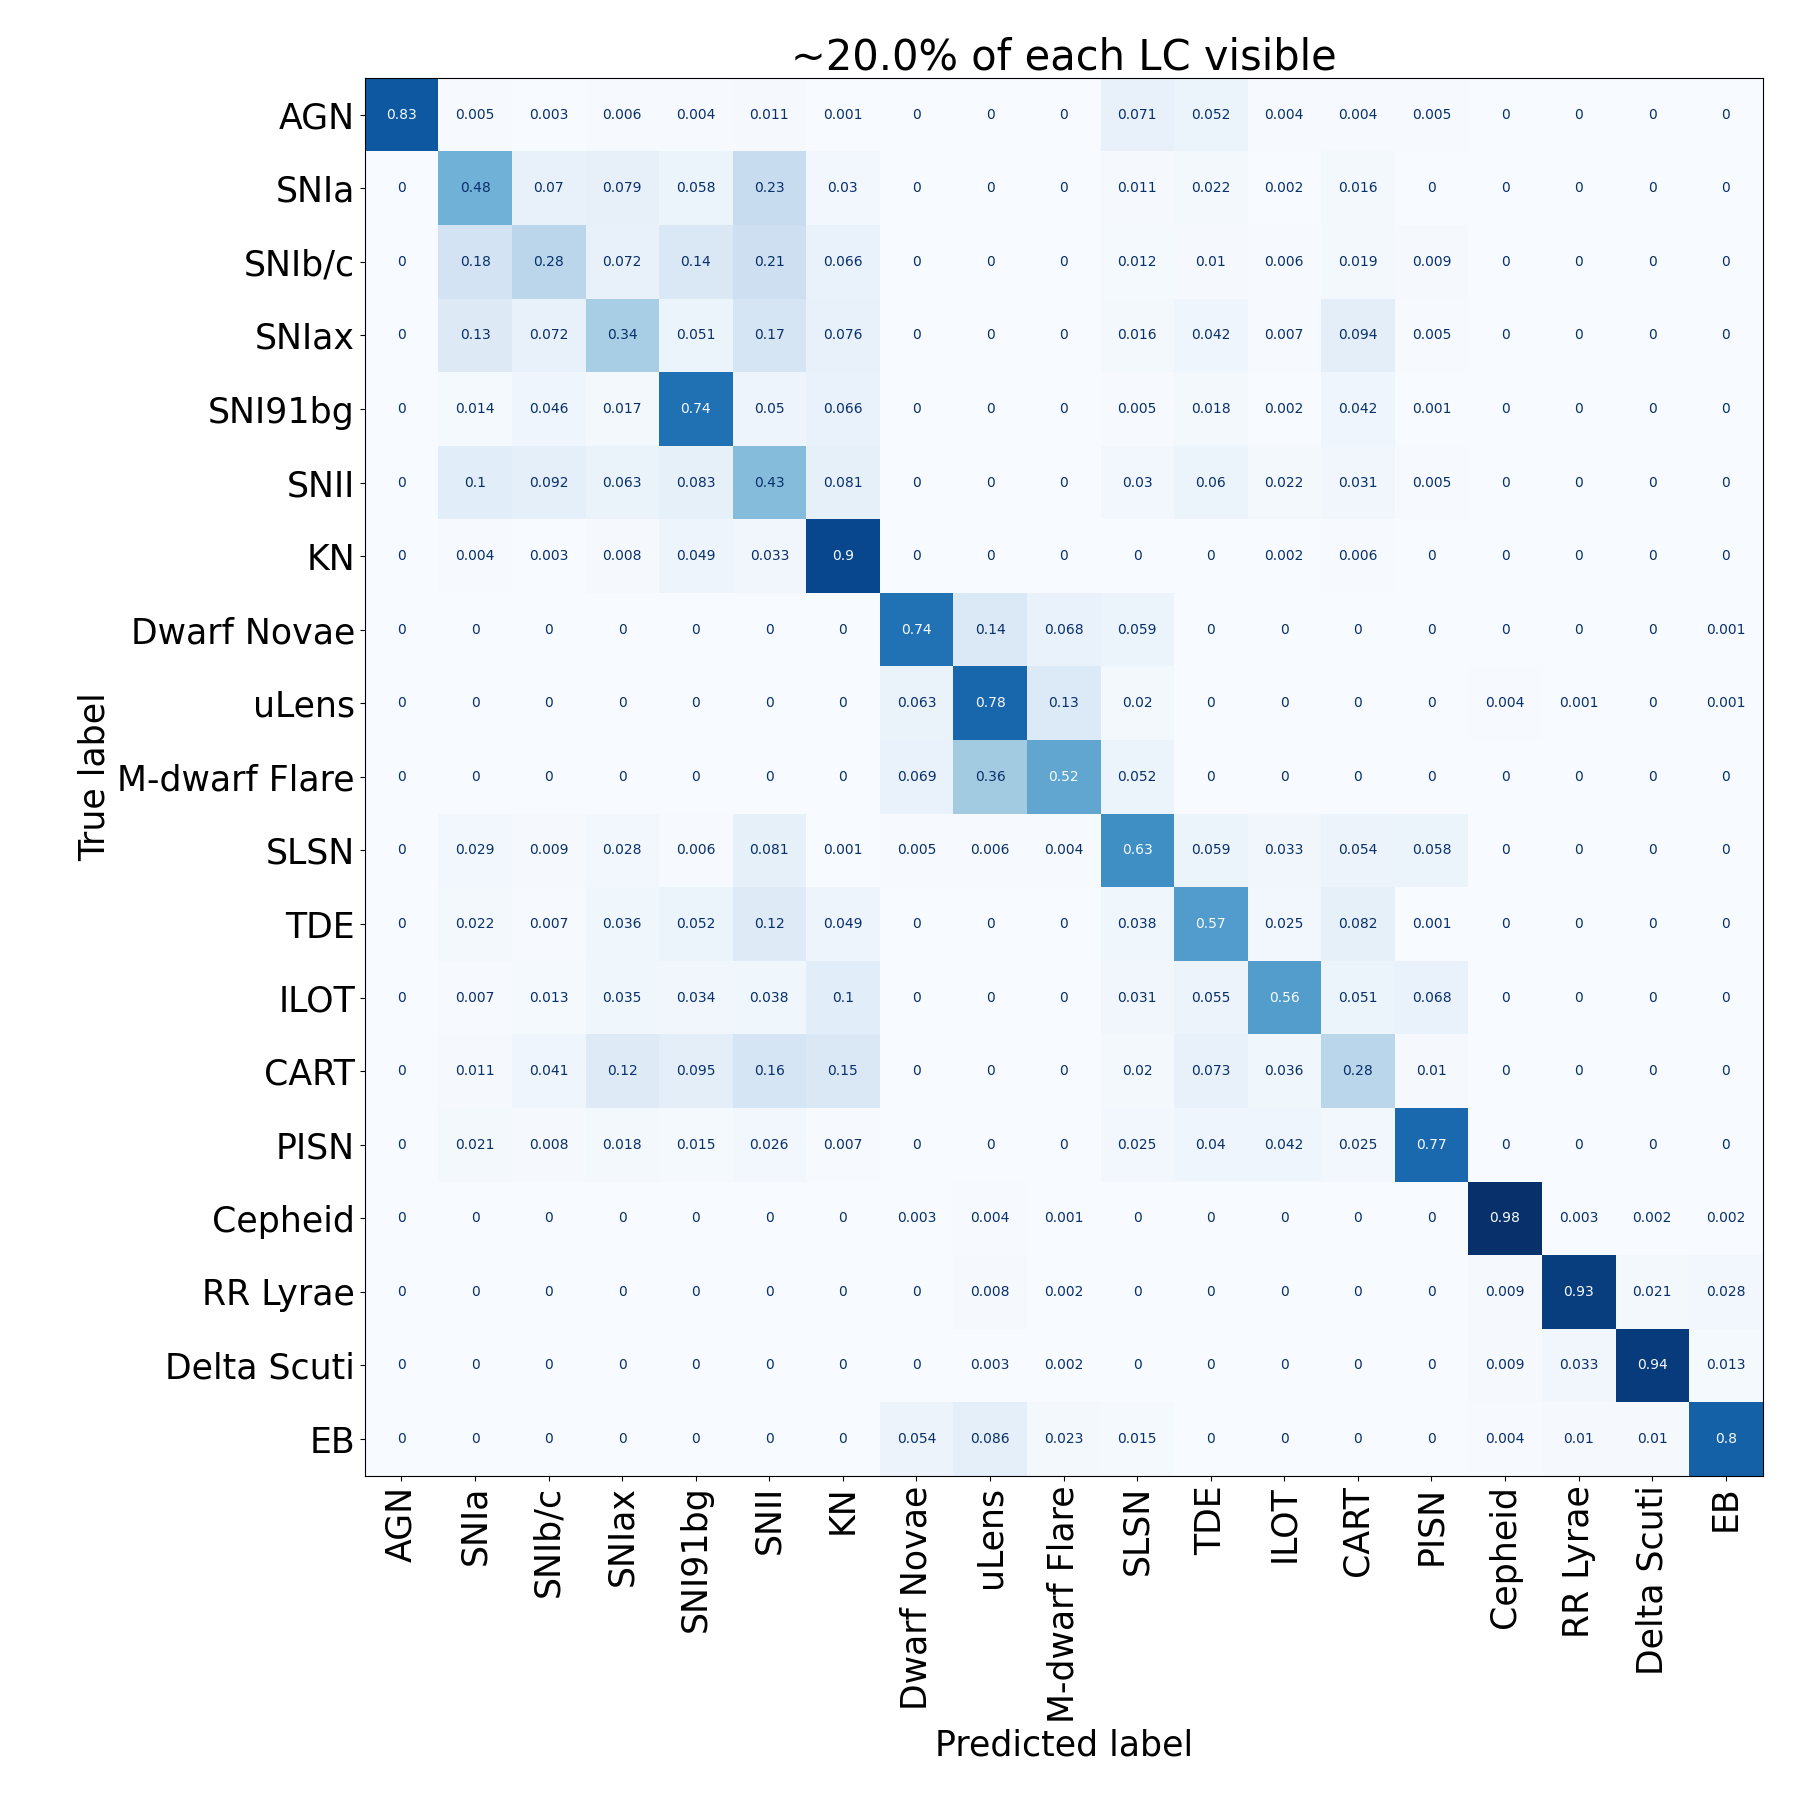 ~20.0% of each LC visible
AGN 0.83 0.005 0.003 0.006 0.004 0.011 0.001 0 0 0 0.071 0.052 0.004 0.004 0.005 0 0 0 0
SNIa 0 0.48 0.07 0.079 0.058 0.23 0.03 0 0 0 0.011 0.022 0.002 0.016 0 0 0 0 0
SNIb/c 0 0.18 0.28 0.072 0.14 0.21 0.066 0 0 0 0.012 0.01 0.006 0.019 0.009 0 0 0 0
SNIax 0 0.13 0.072 0.34 0.051 0.17 0.076 0 0 0 0.016 0.042 0.007 0.094 0.005 0 0 0 0
SNI91bg 0 0.014 0.046 0.017 0.74 0.05 0.066 0 0 0 0.005 0.018 0.002 0.042 0.001 0 0 0 0
SNII 0 0.1 0.092 0.063 0.083 0.43 0.081 0 0 0 0.03 0.06 0.022 0.031 0.005 0 0 0 0
KN 0 0.004 0.003 0.008 0.049 0.033 0.9 0 0 0 0 0 0.002 0.006 0 0 0 0 0
Dwarf Novae 0 0 0 0 0 0 0 0.74 0.14 0.068 0.059 0 0 0 0 0 0 0 0.001
uLens 0 0 0 0 0 0 0 0.063 0.78 0.13 0.02 0 0 0 0 0.004 0.001 0 0.001
M-dwarf Flare 0 0 0 0 0 0 0 0.069 0.36 0.52 0.052 0 0 0 0 0 0 0 0
SLSN 0 0.029 0.009 0.028 0.006 0.081 0.001 0.005 0.006 0.004 0.63 0.059 0.033 0.054 0.058 0 0 0 0
TDE 0 0.022 0.007 0.036 0.052 0.12 0.049 0 0 0 0.038 0.57 0.025 0.082 0.001 0 0 0 0
ILOT 0 0.007 0.013 0.035 0.034 0.038 0.1 0 0 0 0.031 0.055 0.56 0.051 0.068 0 0 0 0
CART 0 0.011 0.041 0.12 0.095 0.16 0.15 0 0 0 0.02 0.073 0.036 0.28 0.01 0 0 0 0
PISN 0 0.021 0.008 0.018 0.015 0.026 0.007 0 0 0 0.025 0.04 0.042 0.025 0.77 0 0 0 0
Cepheid 0 0 0 0 0 0 0 0.003 0.004 0.001 0 0 0 0 0 0.98 0.003 0.002 0.002
RR Lyrae 0 0 0 0 0 0 0 0 0.008 0.002 0 0 0 0 0 0.009 0.93 0.021 0.028
Delta Scuti 0 0 0 0 0 0 0 0 0.003 0.002 0 0 0 0 0 0.009 0.033 0.94 0.013
EB 0 0 0 0 0 0 0 0.054 0.086 0.023 0.015 0 0 0 0 0.004 0.01 0.01 0.8
True label
AGN SNIa SNIb/c SNIax SNI91bg SNII KN Dwarf Novae uLens M-dwarf Flare SLSN TDE ILOT CART PISN Cepheid RR Lyrae Delta Scuti EB
Predicted label